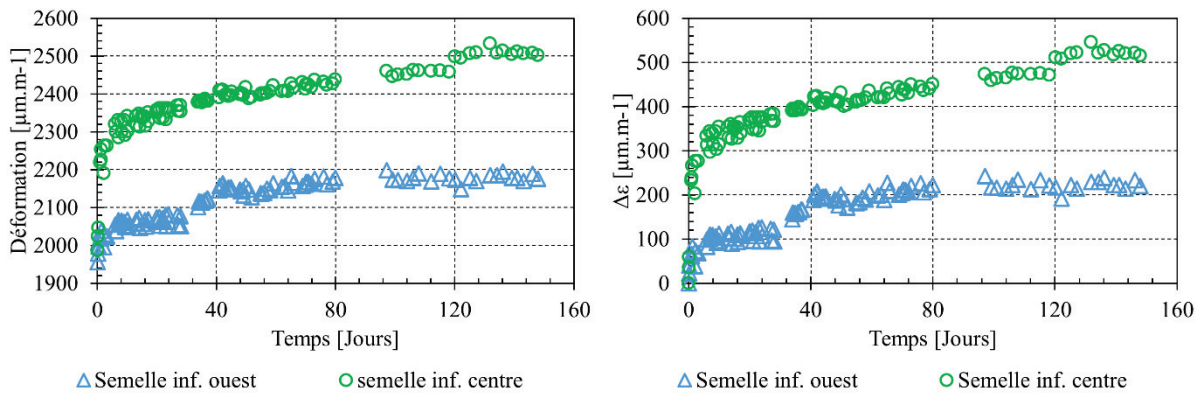 Déformation [µm.m-1]
2600
2500
2400
2300
2200
2100
2000
1900
0 40 80 120 160
Temps [Jours]
Semelle inf. ouest semelle inf. centre
Δε [µm.m-1]
600
500
400
300
200
100
0
0 40 80 120 160
Temps [Jours]
Semelle inf. ouest Semelle inf. centre